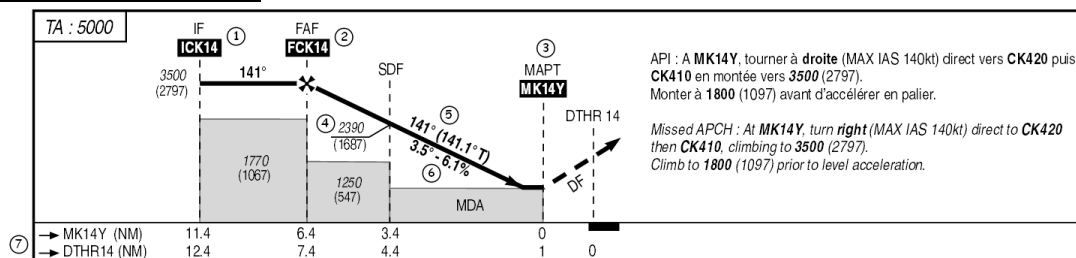 TA : 5000
IF ①
ICK14
FAF ②
FCK14
SDF
③
MAPT
MK14Y
DTHR 14
3500
(2797)
141°
④ 2390
(1687)
⑤
141° (141.1° T)
3.5° - 6.1%
⑥
DF
1770
(1067)
1250
(547)
MDA
⑦
→ MK14Y (NM) 11.4 6.4 3.4 0
→ DTHR14 (NM) 12.4 7.4 4.4 1 0
API : A MK14Y, tourner à droite (MAX IAS 140kt) direct vers CK420 puis
CK410 en montée vers 3500 (2797).
Monter à 1800 (1097) avant d'accélérer en palier.
Missed APCH : At MK14Y, turn right (MAX IAS 140kt) direct to CK420
then CK410, climbing to 3500 (2797).
Climb to 1800 (1097) prior to level acceleration.